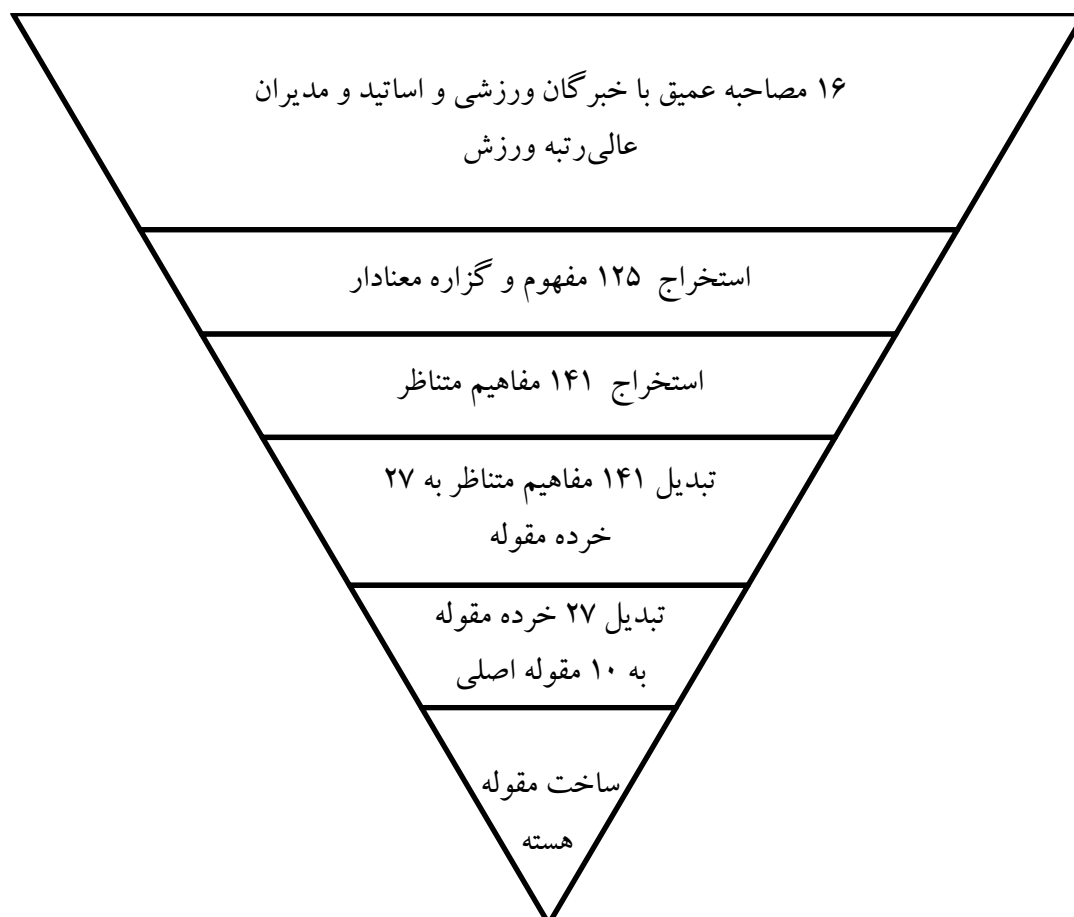 ۱۶ مصاحبه عمیق با خبرگان ورزشی و اساتید و مدیران
عالی‌رتبه ورزش
استخراج ۱۲۵ مفهوم و گزاره معنادار
استخراج ۱۴۱ مفاهیم متناظر
تبدیل ۱۴۱ مفاهیم متناظر به ۲۷
خرده مقوله
تبدیل ۲۷ خرده مقوله
به ۱۰ مقوله اصلی
ساخت مقوله
هسته